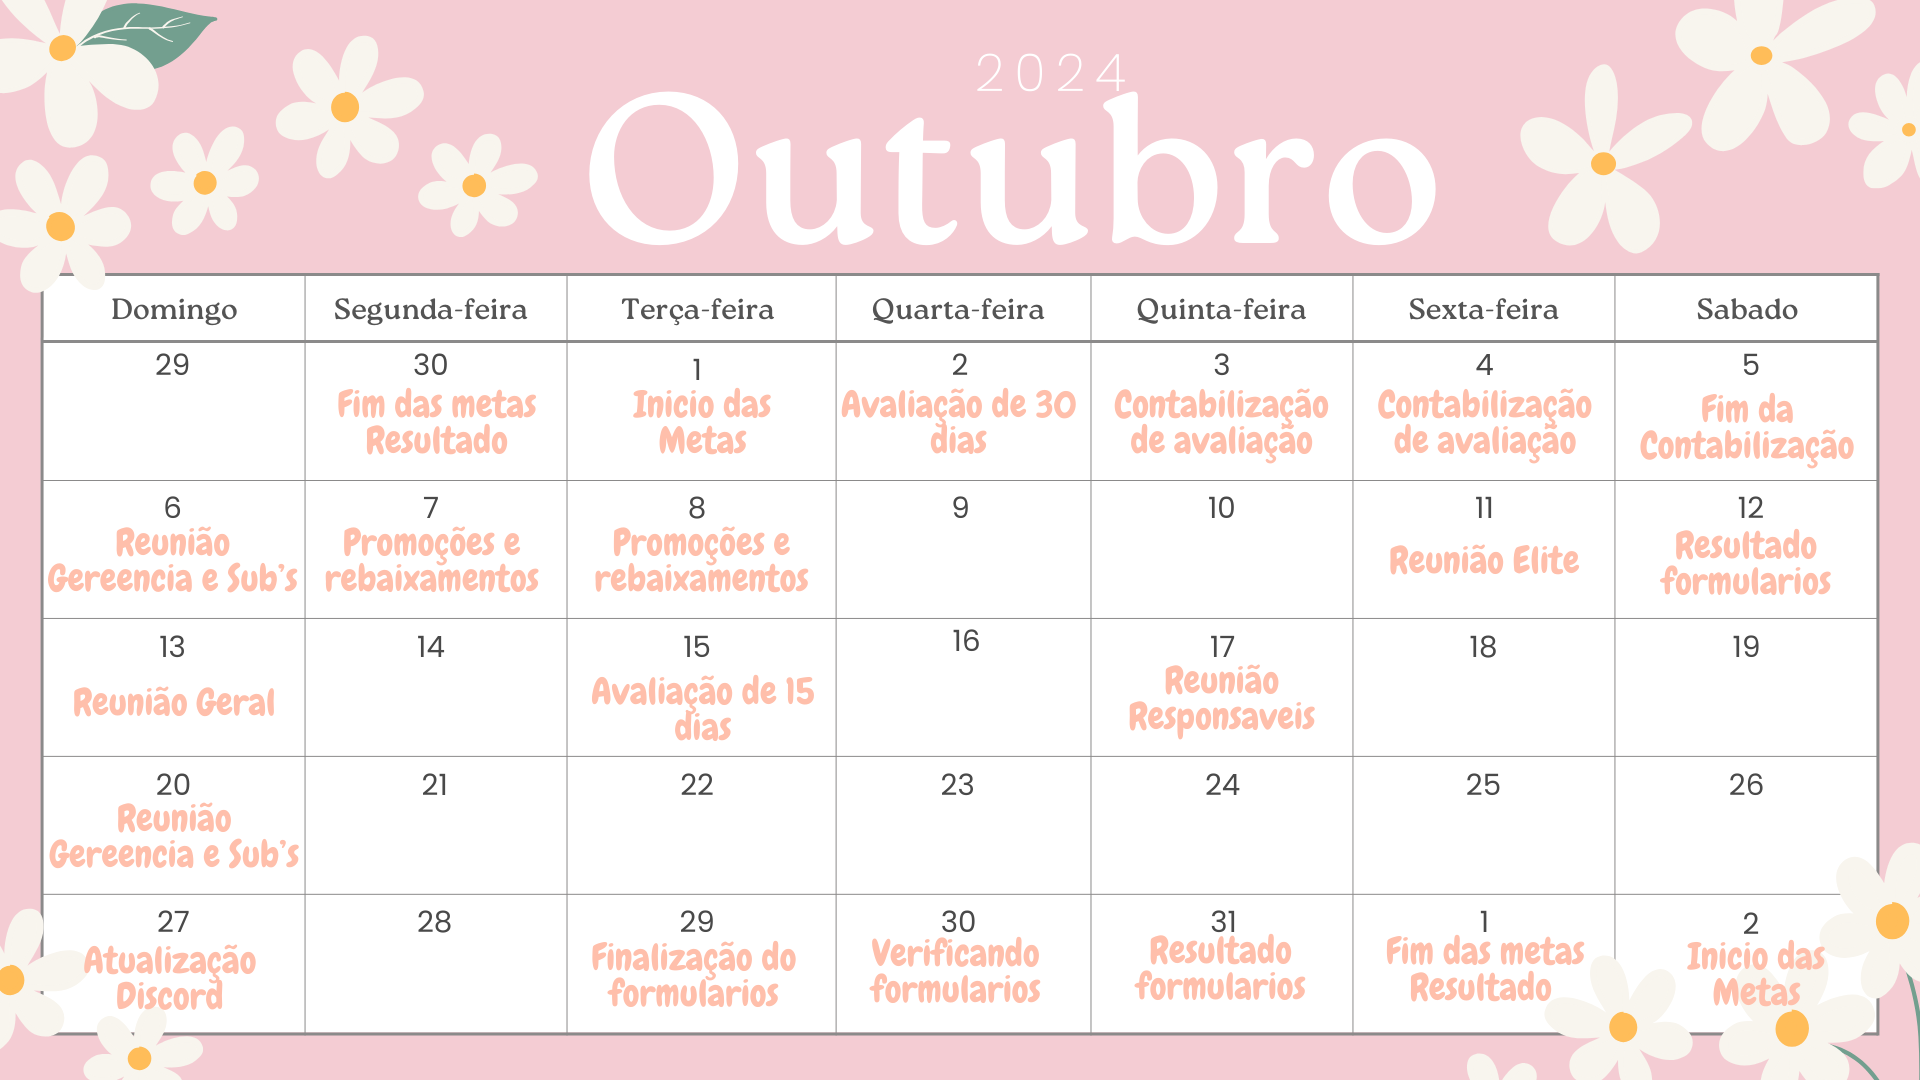 2024
Outubro
Domingo Segunda-feira Terça-feira Quarta-feira Quinta-feira Sexta-feira Sabado
29 30 1 2 3 4 5
Fim das metas
Resultado
Inicio das
Metas
Avaliação de 30
dias
Contabilização
de avaliação
Contabilização
de avaliação
Fim da
Contabilização
6 7 8 9 10 11 12
Reunião
Gereencia e Sub's
Promoções e
rebaixamentos
Promoções e
rebaixamentos
Reunião Elite
Resultado
formularios
13 14 15 16 17 18 19
Reunião Geral
Avaliação de 15
dias
Reunião
Responsaveis
20 21 22 23 24 25 26
Reunião
Gereencia e Sub's
27 28 29 30 31 1 2
Atualização
Discord
Finalização do
formularios
Verificando
formularios
Resultado
formularios
Fim das metas
Resultado
Inicio das
Metas